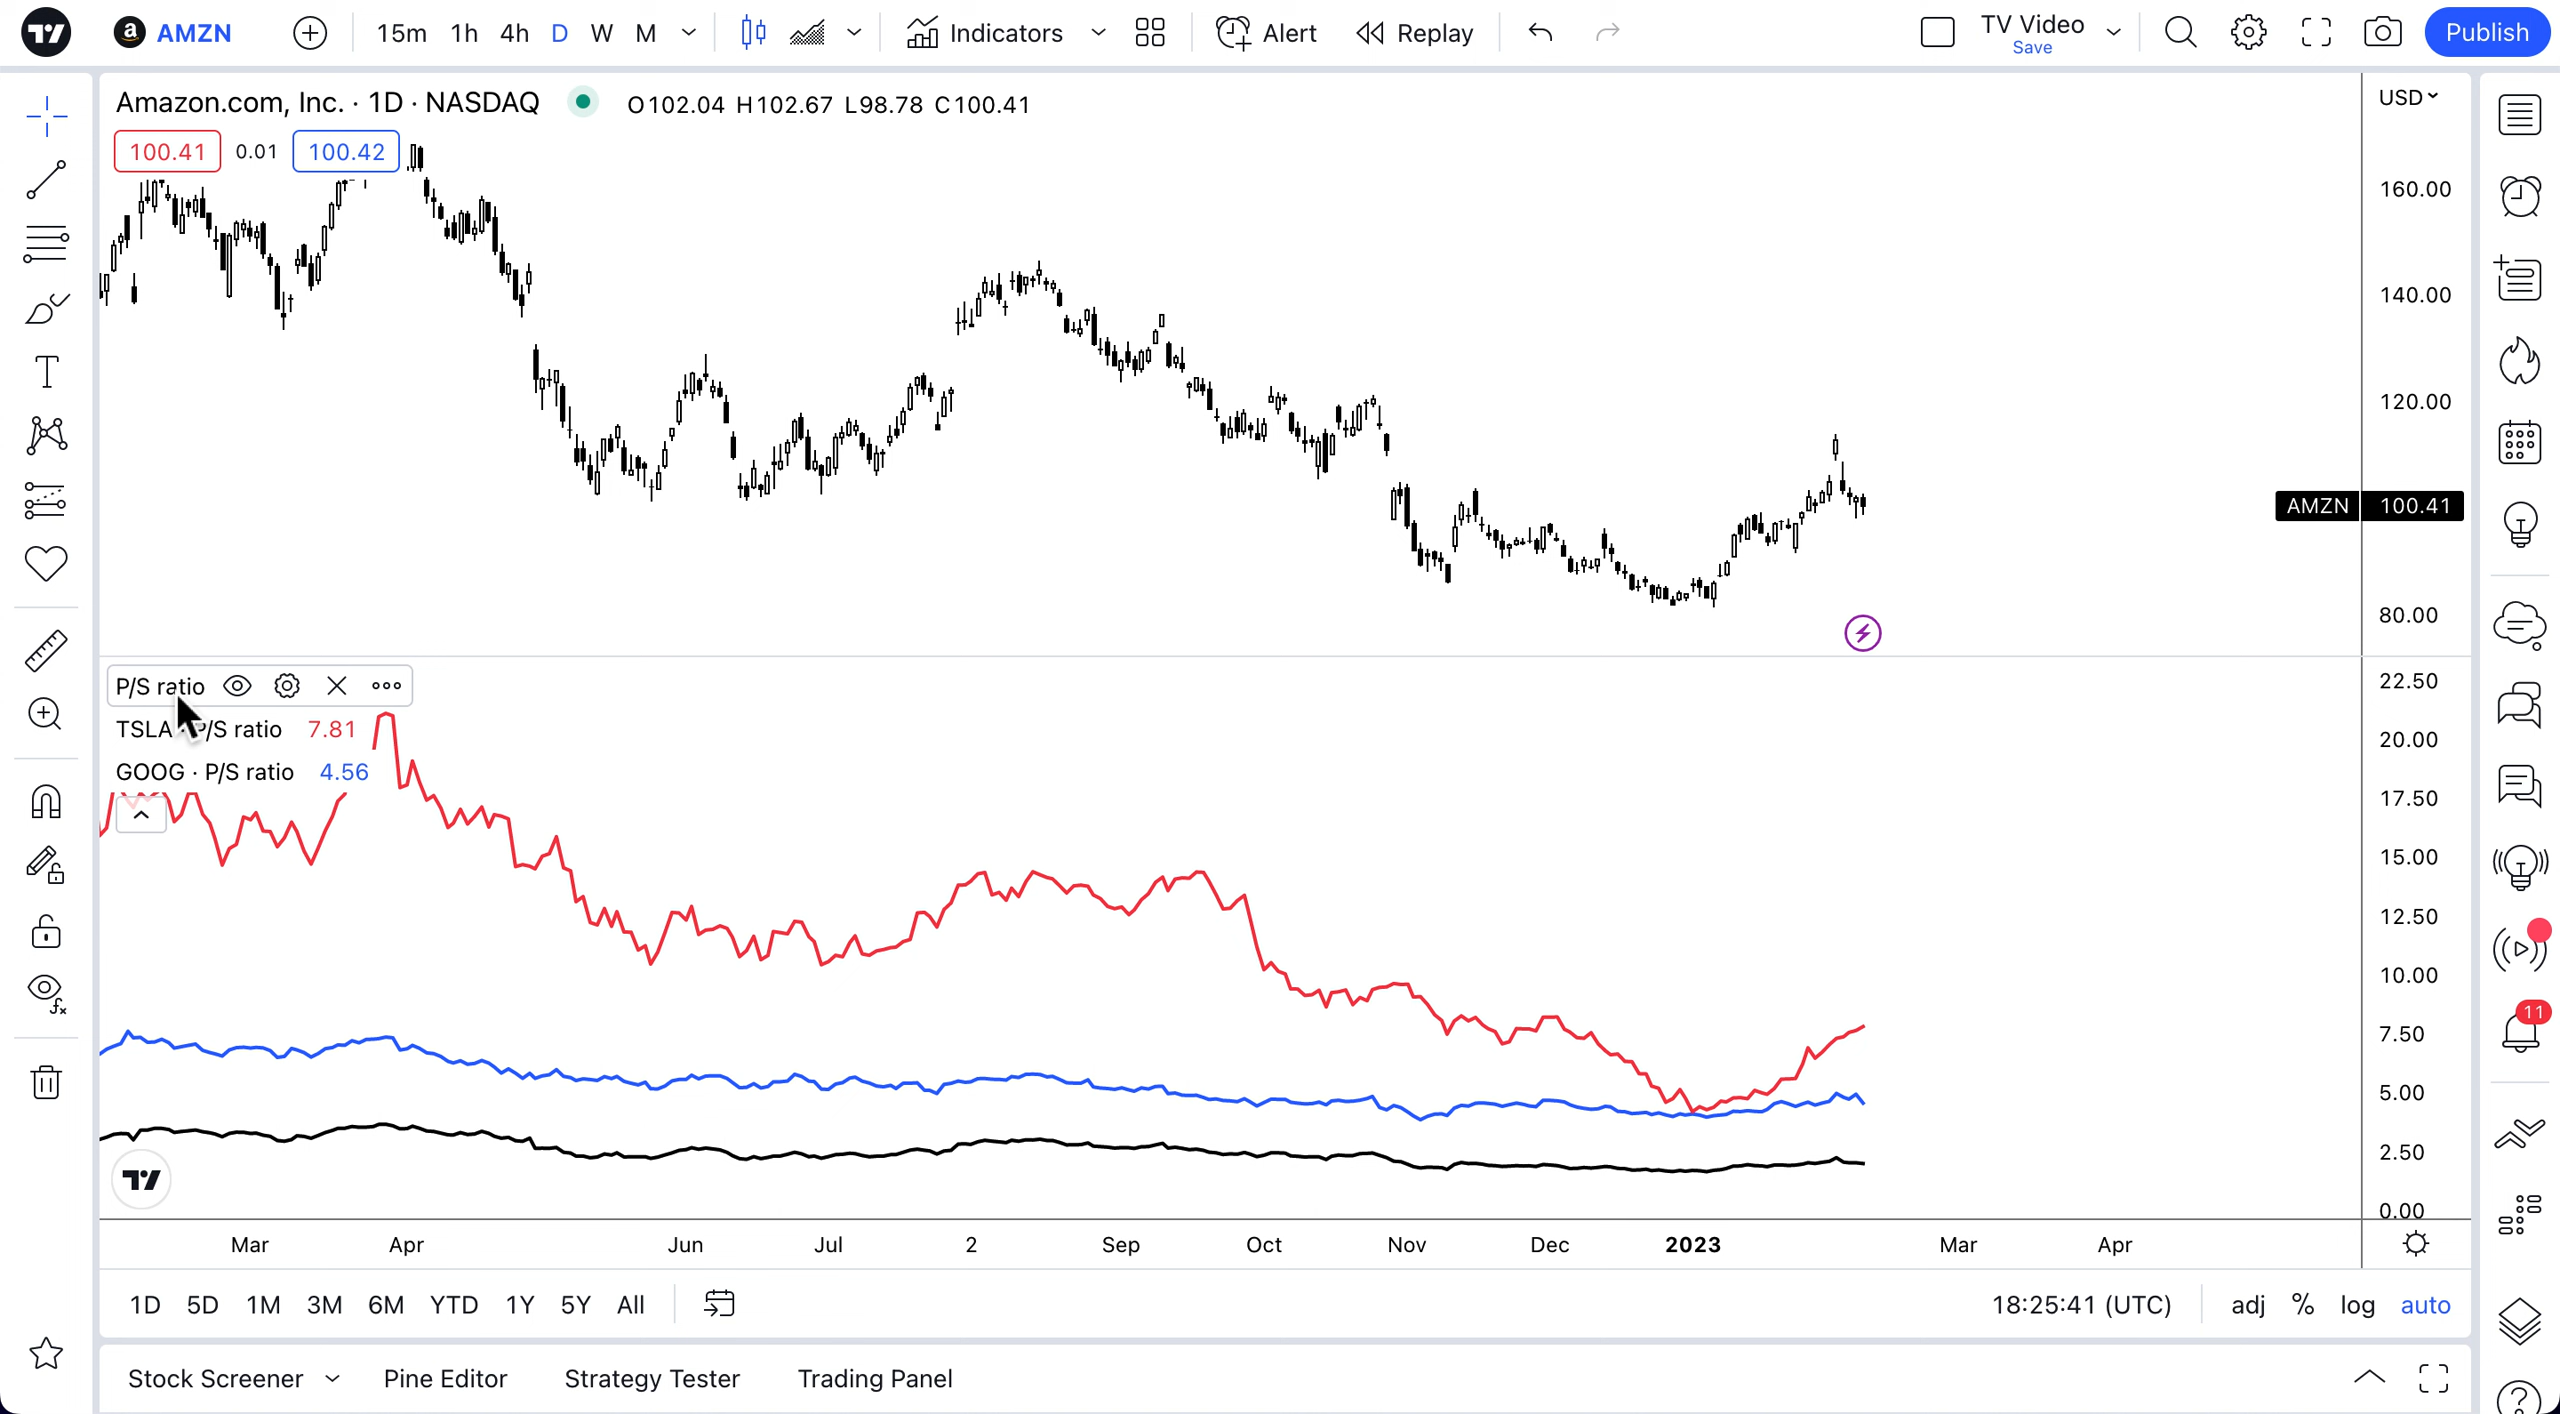 AMZN 15m 1h 4h D W M Indicators Alert Replay TV Video Publish
Save
Amazon.com, Inc. · 1D · NASDAQ O102.04 H102.67 L98.78 C100.41 USD
100.41 0.01 100.42
160.00
140.00
120.00
AMZN 100.41
80.00
P/S ratio 22.50
TSLA · P/S ratio 7.81 20.00
GOOG · P/S ratio 4.56
17.50
15.00
12.50
10.00
11
7.50
5.00
2.50
0.00
Mar Apr Jun Jul 2 Sep Oct Nov Dec 2023 Mar Apr
1D 5D 1M 3M 6M YTD 1Y 5Y All 18:25:41 (UTC) adj % log auto
Stock Screener Pine Editor Strategy Tester Trading Panel